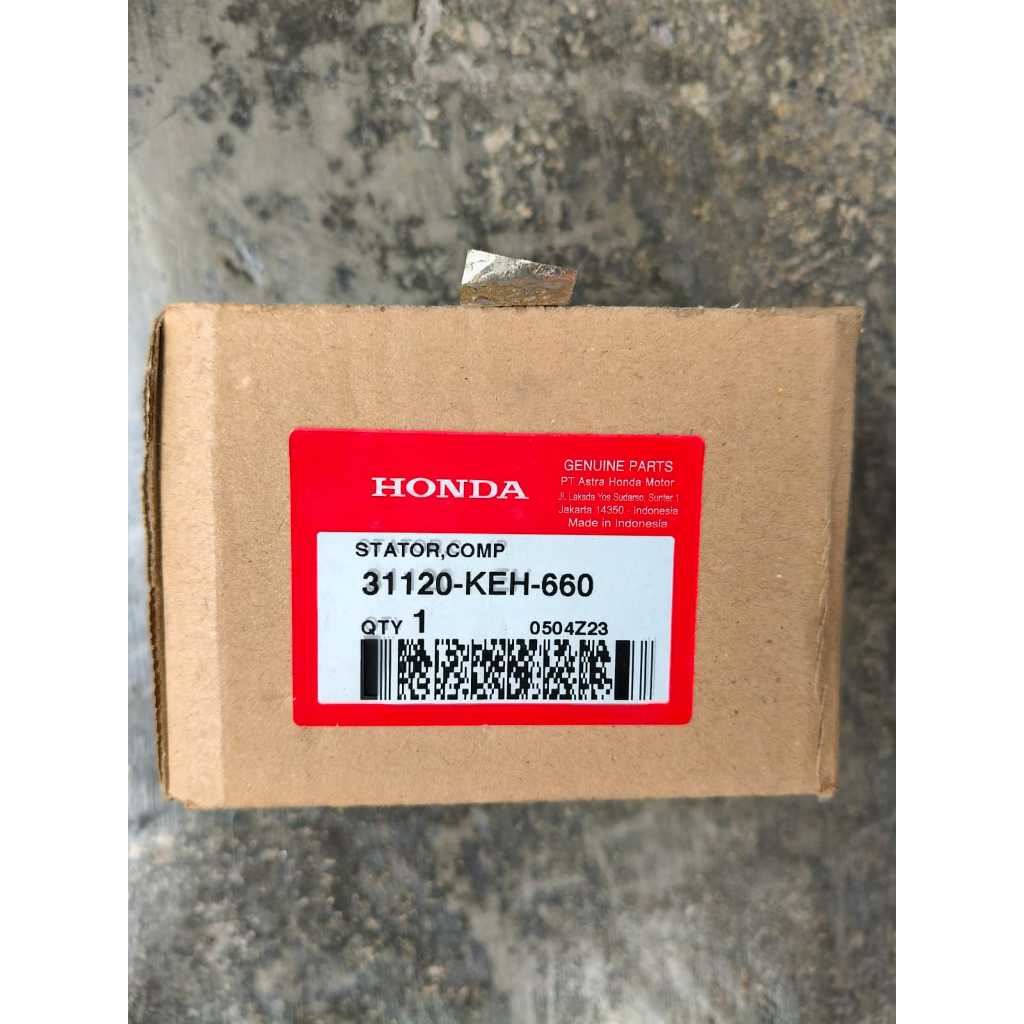 HONDA
GENUINE PARTS
PT Astra Honda Motor
Jl. Laksda Yos Sudarso, Sunter 1
Jakarta 14350 - Indonesia
Made in Indonesia
STATOR,COMP
31120-KEH-660
QTY 1 0504Z23